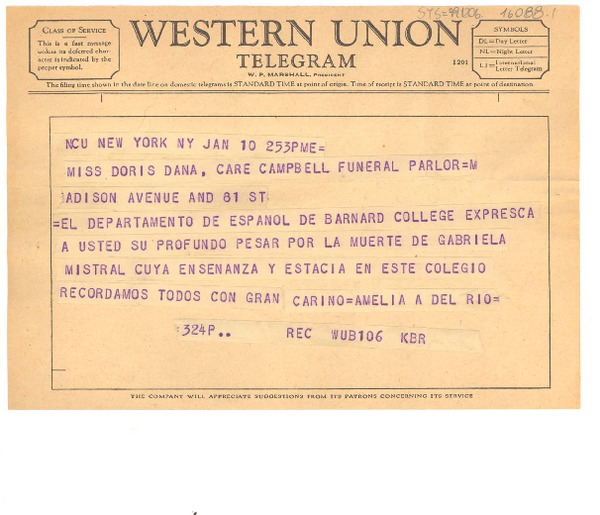 SYS=991206 16088.1
CLASS OF SERVICE
This is a fast message
unless its deferred char-
acter is indicated by the
proper symbol.
WESTERN UNION
TELEGRAM
W. P. MARSHALL, PRESIDENT
1201
SYMBOLS
DL=Day Letter
NL=Night Letter
LT=International Letter Telegram
The filing time shown in the date line on domestic telegrams is STANDARD TIME at point of origin. Time of receipt is STANDARD TIME at point of destination
NCU NEW YORK NY JAN 10 253PME=
MISS DORIS DANA, CARE CAMPBELL FUNERAL PARLOR=M
ADISON AVENUE AND 81 ST
=EL DEPARTAMENTO DE ESPANOL DE BARNARD COLLEGE EXPRESCA
A USTED SU PROFUNDO PESAR POR LA MUERTE DE GABRIELA
MISTRAL CUYA ENSENANZA Y ESTACIA EN ESTE COLEGIO
RECORDAMOS TODOS CON GRAN CARINO=AMELIA A DEL RIO=
324P.. REC WUB106 KBR
THE COMPANY WILL APPRECIATE SUGGESTIONS FROM ITS PATRONS CONCERNING ITS SERVICE